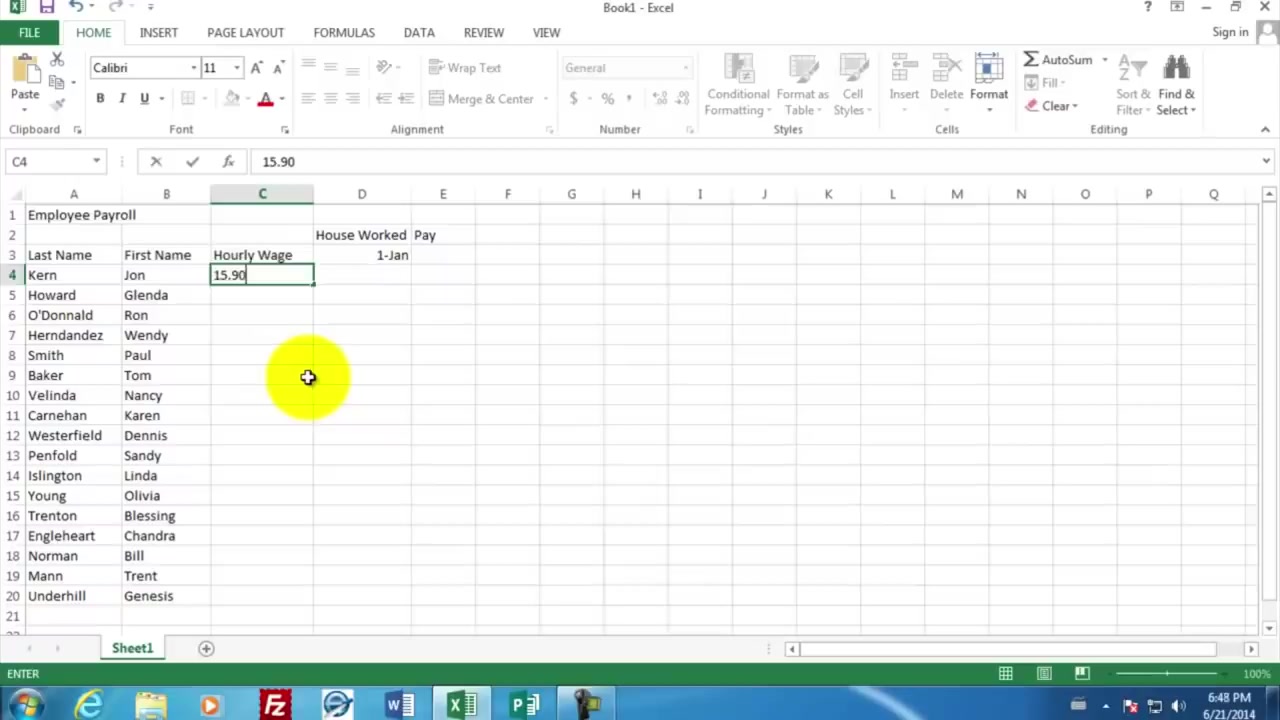 Book1 - Excel
FILE HOME INSERT PAGE LAYOUT FORMULAS DATA REVIEW VIEW Sign in
Calibri 11 Wrap Text General AutoSum
Fill
Paste B I U Merge & Center $ % Conditional Formatting Format as Table Cell Styles Insert Delete Format Clear Sort & Filter Find & Select
Clipboard Font Alignment Number Styles Cells Editing
C4 fx 15.90
A B C D E F G H I J K L M N O P Q
1 Employee Payroll
2 House Worked Pay
3 Last Name First Name Hourly Wage 1-Jan
4 Kern Jon 15.90
5 Howard Glenda
6 O'Donnald Ron
7 Herndandez Wendy
8 Smith Paul
9 Baker Tom
10 Velinda Nancy
11 Carnehan Karen
12 Westerfield Dennis
13 Penfold Sandy
14 Islington Linda
15 Young Olivia
16 Trenton Blessing
17 Engleheart Chandra
18 Norman Bill
19 Mann Trent
20 Underhill Genesis
21
Sheet1
ENTER 100%
6:48 PM
6/21/2014